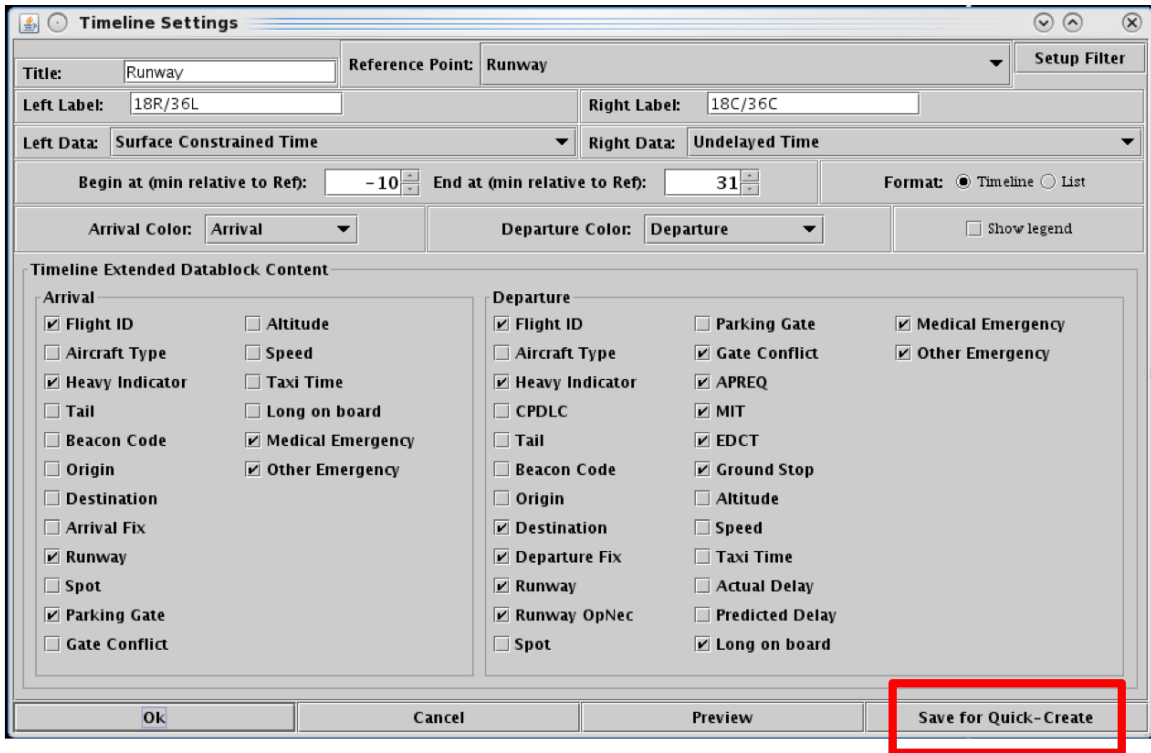 Timeline Settings
Title: Runway Reference Point: Runway Setup Filter
Left Label: 18R/36L Right Label: 18C/36C
Left Data: Surface Constrained Time Right Data: Undelayed Time
Begin at (min relative to Ref): -10 End at (min relative to Ref): 31 Format: Timeline List
Arrival Color: Arrival Departure Color: Departure Show legend
Timeline Extended Datablock Content
Arrival
Flight ID
Aircraft Type
Heavy Indicator
Tail
Beacon Code
Origin
Destination
Arrival Fix
Runway
Spot
Parking Gate
Gate Conflict
Altitude
Speed
Taxi Time
Long on board
Medical Emergency
Other Emergency
Departure
Flight ID
Aircraft Type
Heavy Indicator
CPDLC
Tail
Beacon Code
Origin
Destination
Departure Fix
Runway
Runway OpNec
Spot
Parking Gate
Gate Conflict
APREQ
MIT
EDCT
Ground Stop
Altitude
Speed
Taxi Time
Actual Delay
Predicted Delay
Long on board
Medical Emergency
Other Emergency
Ok Cancel Preview Save for Quick-Create